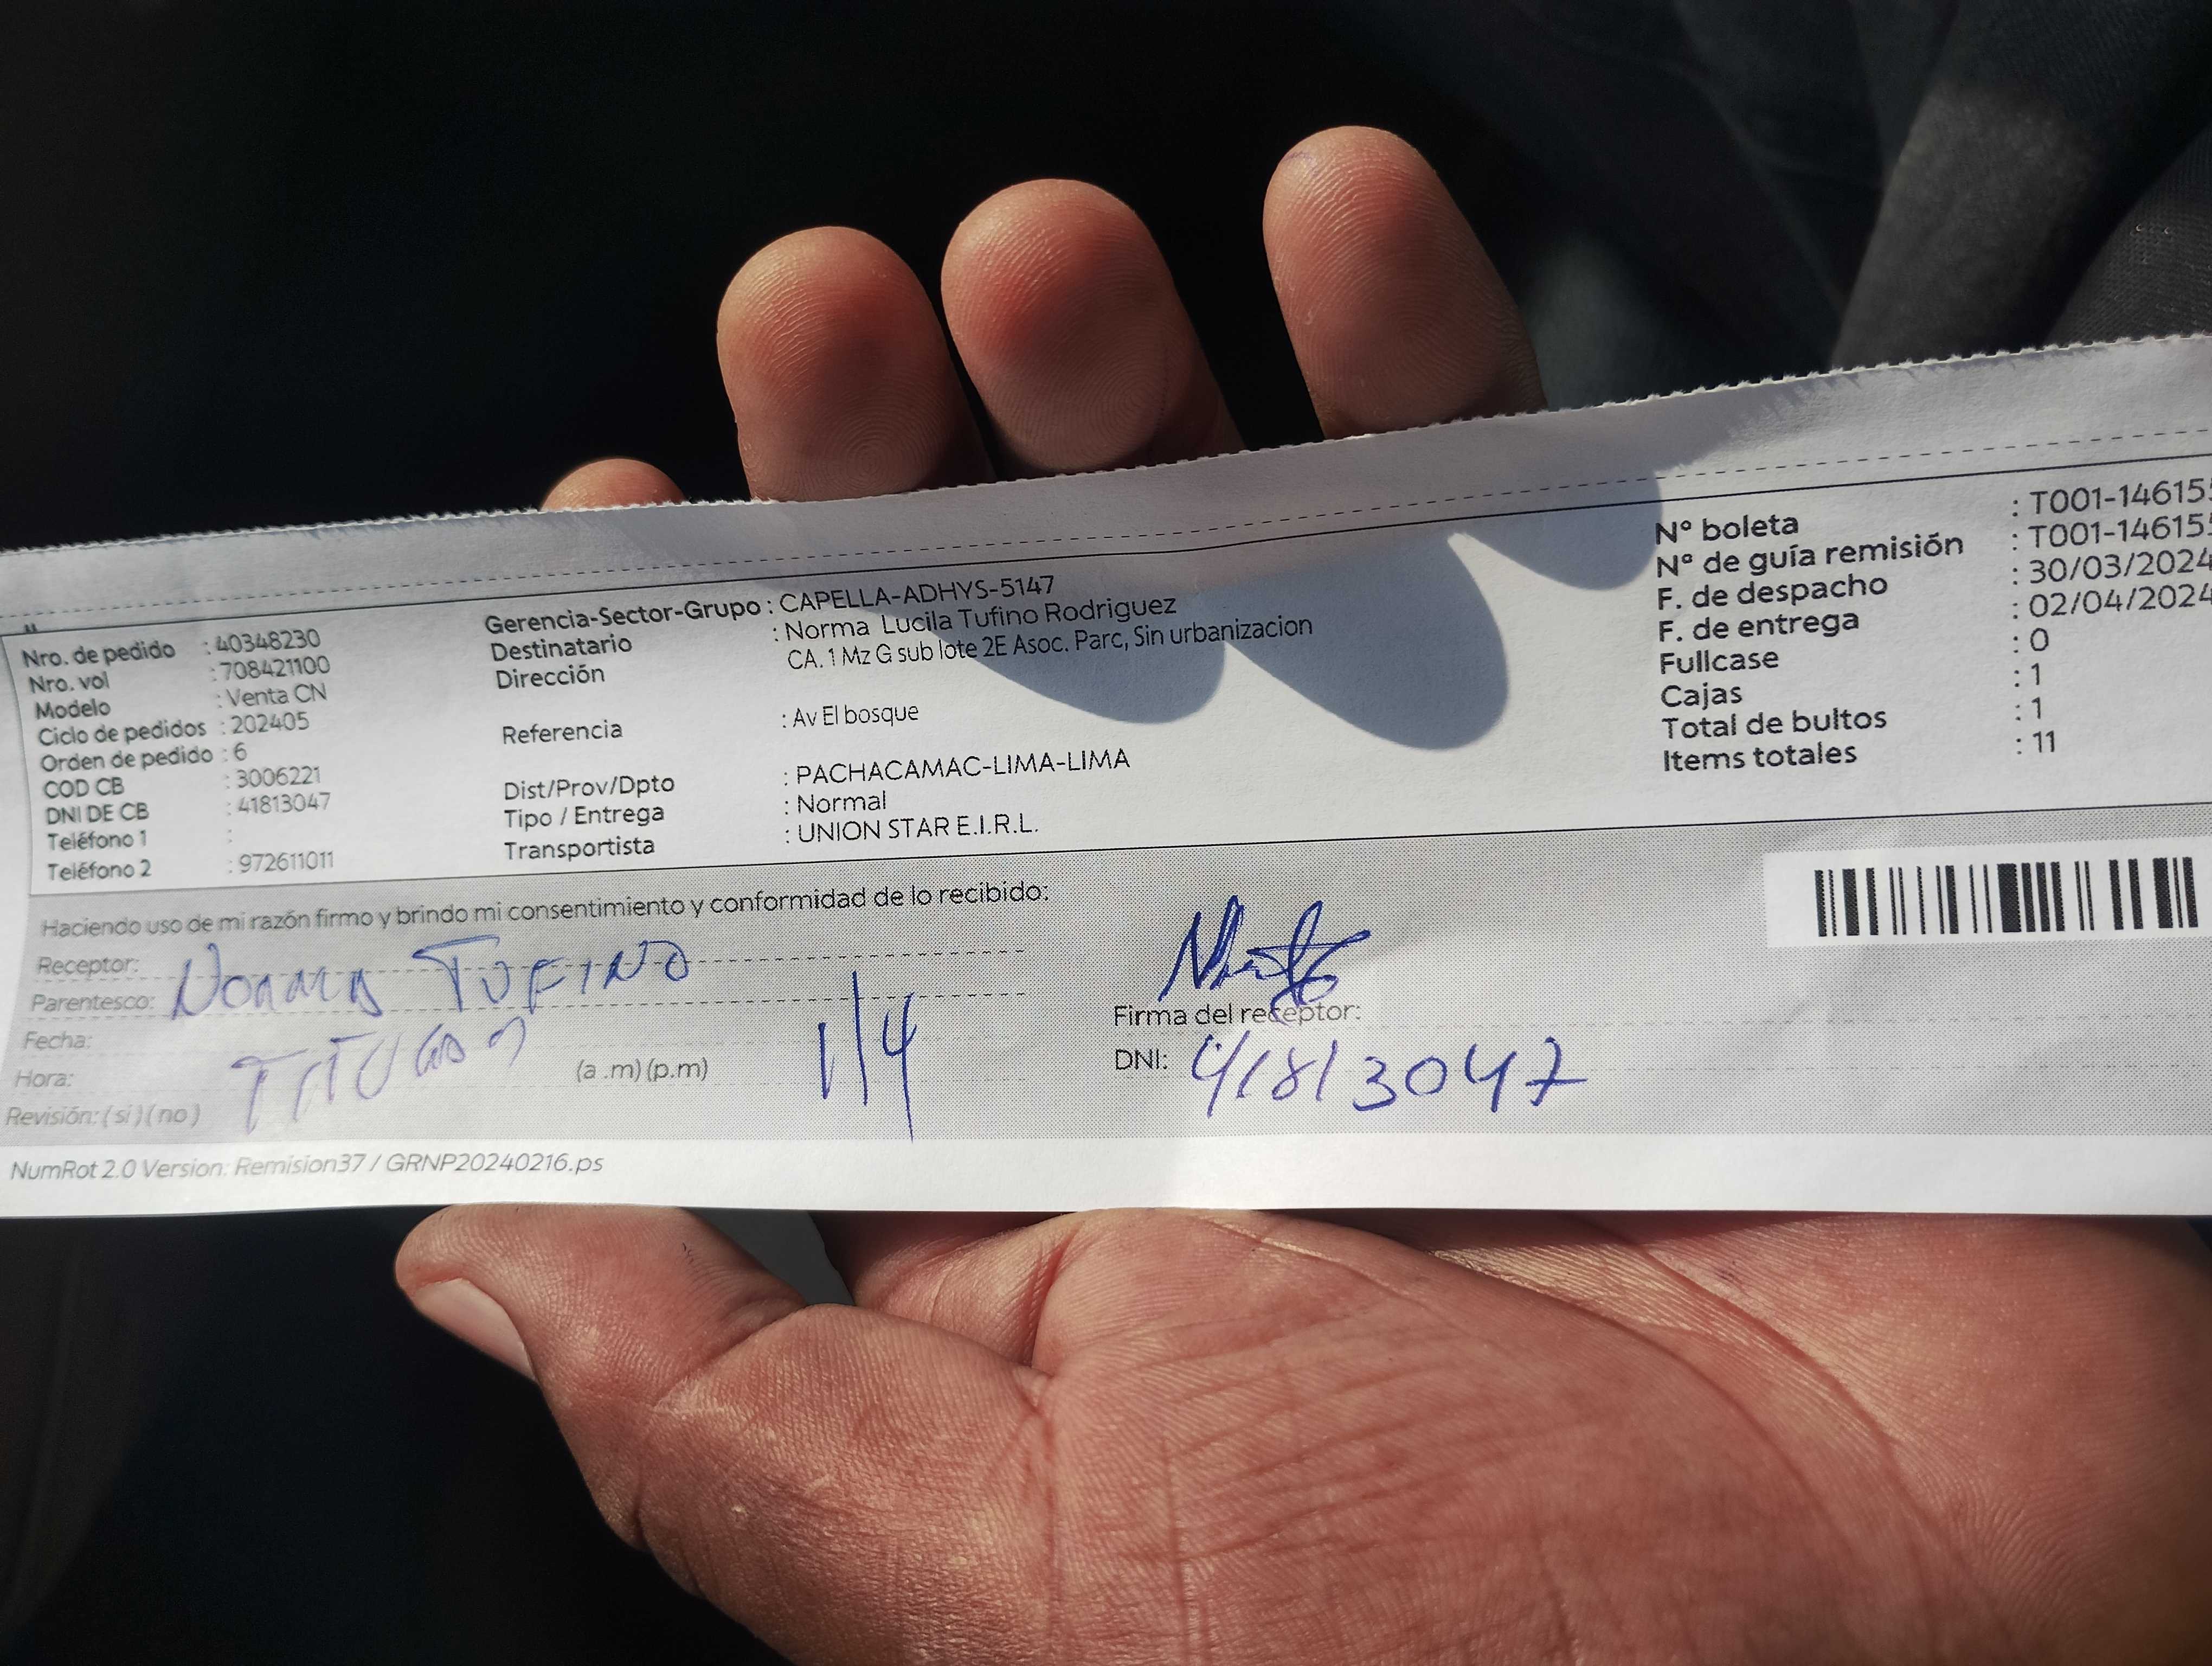 Nro. de pedido : 40348230
Nro. vol : 708421100
Modelo : Venta CN
Ciclo de pedidos : 202405
Orden de pedido : 6
COD CB : 3006221
DNI DE CB : 41813047
Teléfono 1 :
Teléfono 2 : 972611011
Gerencia-Sector-Grupo : CAPELLA-ADHYS-5147
Destinatario : Norma Lucila Tufino Rodriguez
Dirección CA. 1 Mz G sub lote 2E Asoc. Parc, Sin urbanizacion
Referencia : Av El bosque
Dist/Prov/Dpto : PACHACAMAC-LIMA-LIMA
Tipo / Entrega : Normal
Transportista : UNION STAR E.I.R.L.
N° boleta : T001-14615
N° de guía remisión : T001-14615
F. de despacho : 30/03/2024
F. de entrega : 02/04/2024
Fullcase : 0
Cajas : 1
Total de bultos : 1
Items totales : 11
Haciendo uso de mi razón firmo y brindo mi consentimiento y conformidad de lo recibido:
Receptor: NORMA TUFINO
Parentesco:
Fecha: 1/4
Hora: (a .m) (p.m)
Revisión: (si) (no)
Firma del receptor:
DNI: 41813047
NumRot 2.0 Version: Remision37 / GRNP20240216.ps